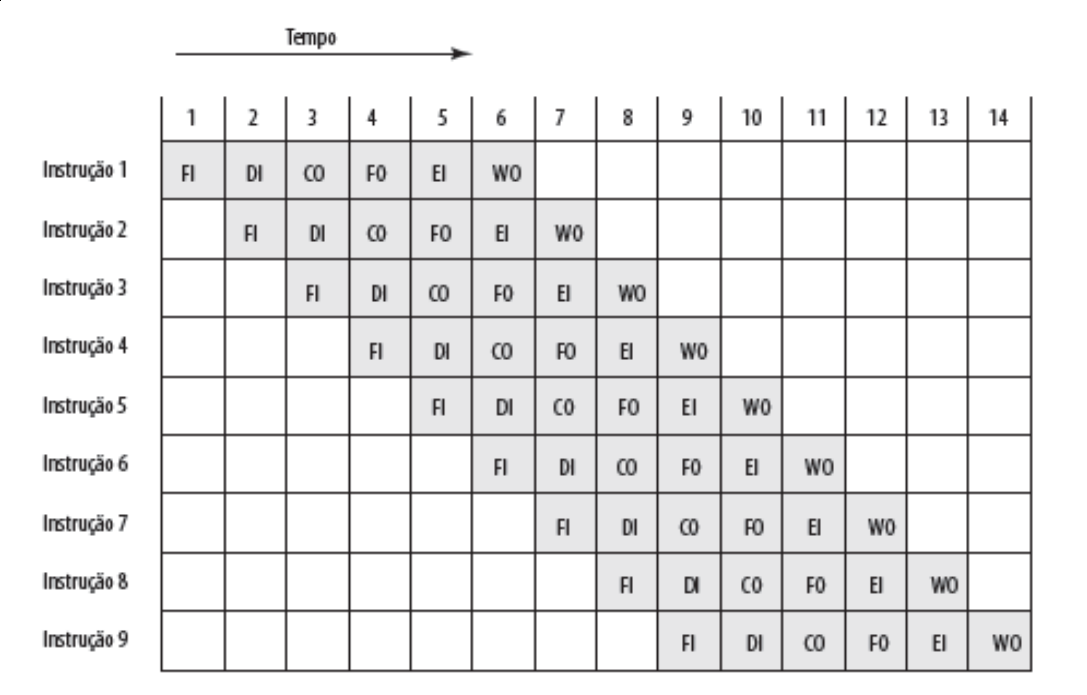 Tempo
1 2 3 4 5 6 7 8 9 10 11 12 13 14
Instrução 1 FI DI CO FO EI WO
Instrução 2 FI DI CO FO EI WO
Instrução 3 FI DI CO FO EI WO
Instrução 4 FI DI CO FO EI WO
Instrução 5 FI DI CO FO EI WO
Instrução 6 FI DI CO FO EI WO
Instrução 7 FI DI CO FO EI WO
Instrução 8 FI DI CO FO EI WO
Instrução 9 FI DI CO FO EI WO